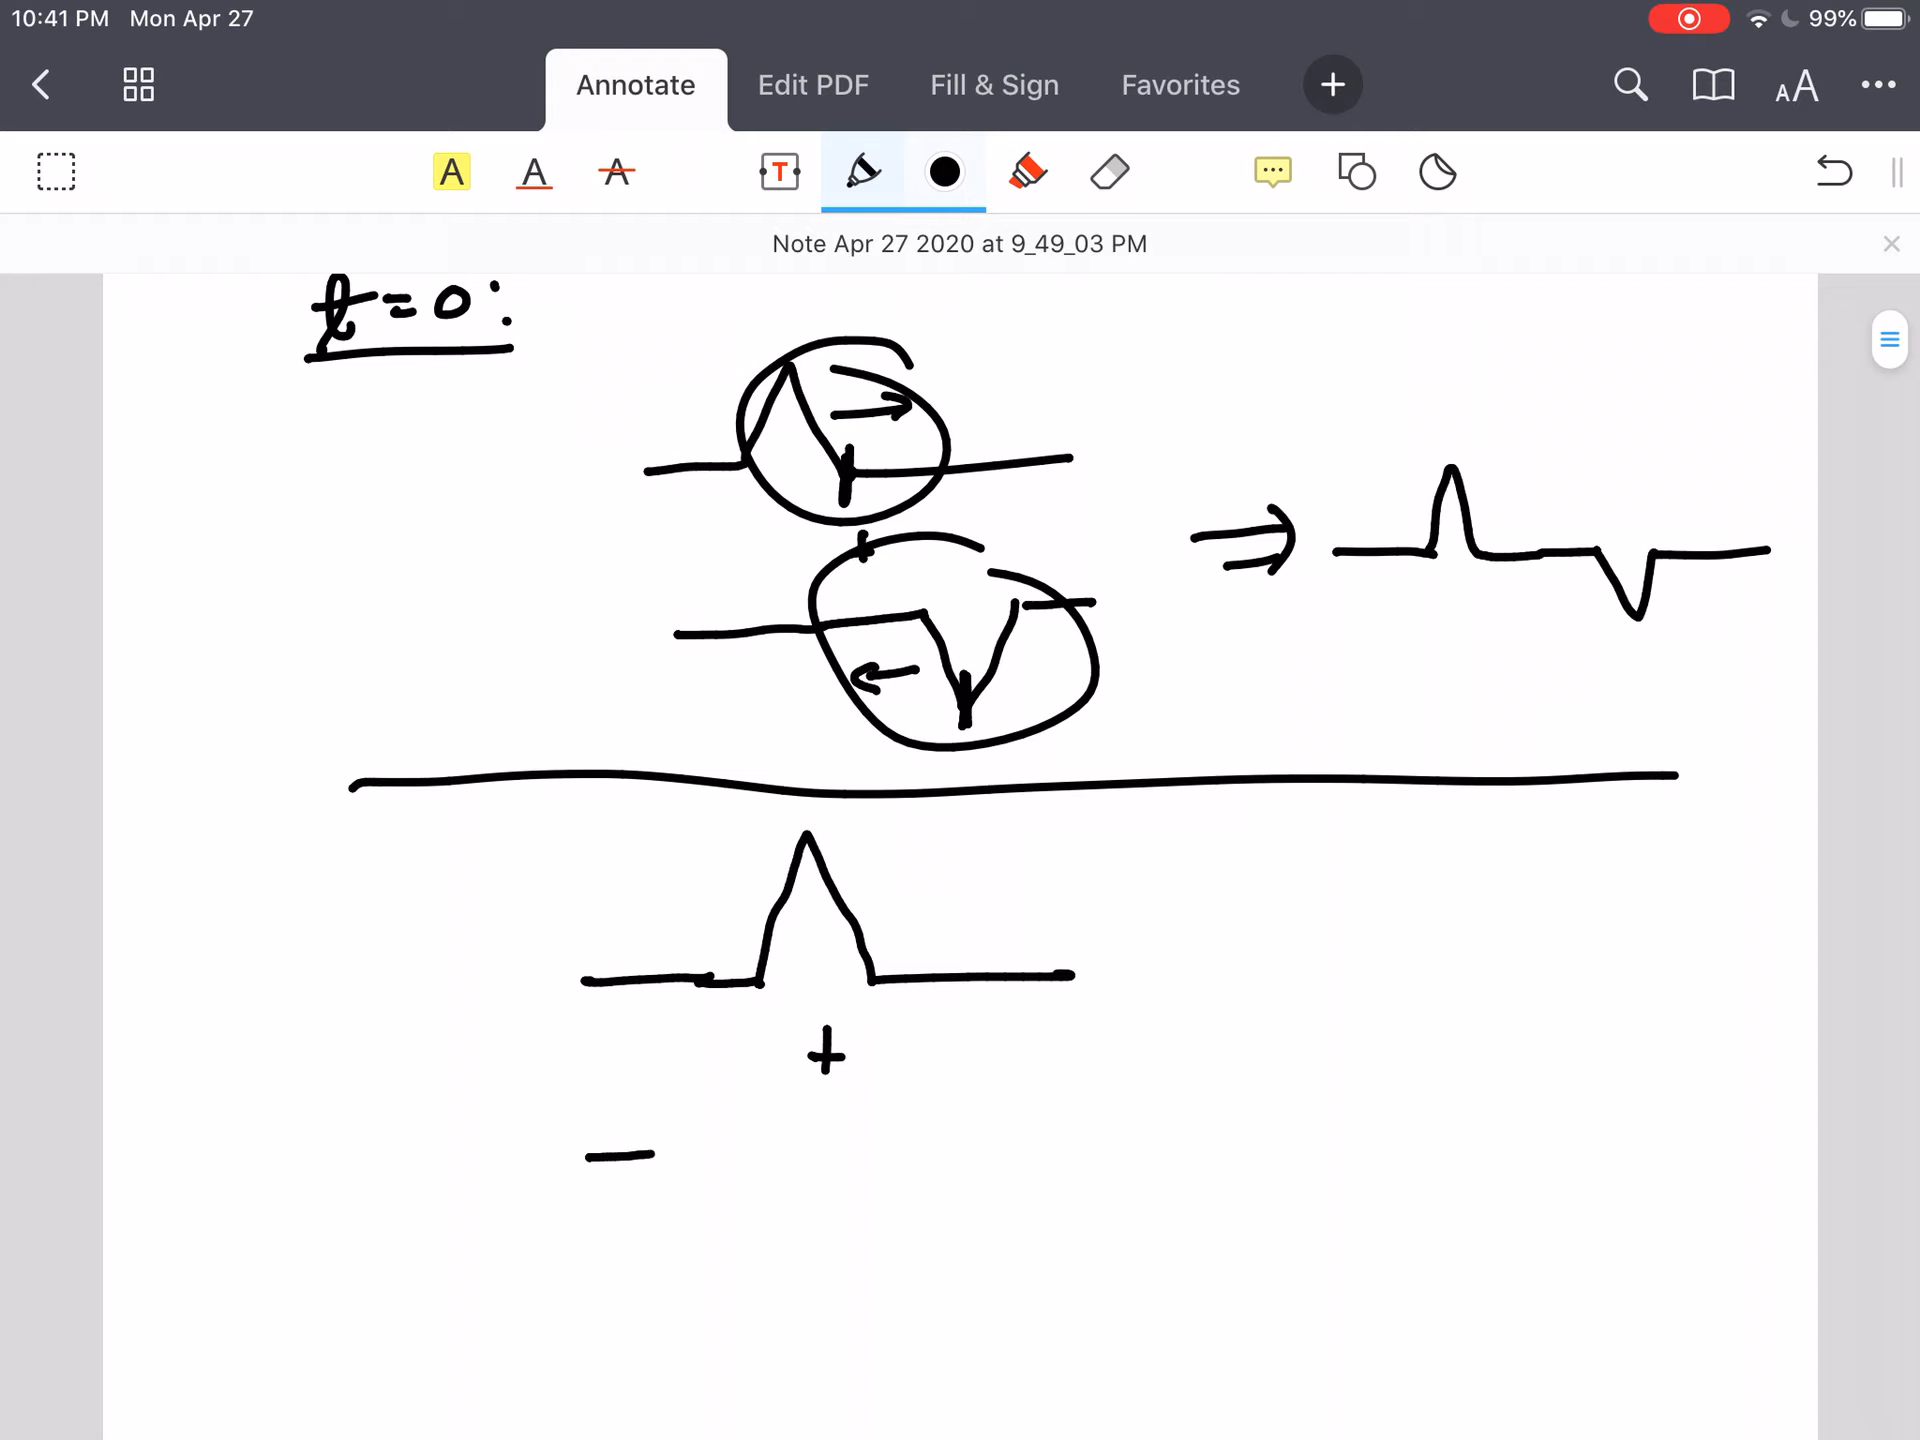 10:41 PM Mon Apr 27 99%
Annotate Edit PDF Fill & Sign Favorites
A A A T AA
Note Apr 27 2020 at 9_49_03 PM
t=0:
+
+